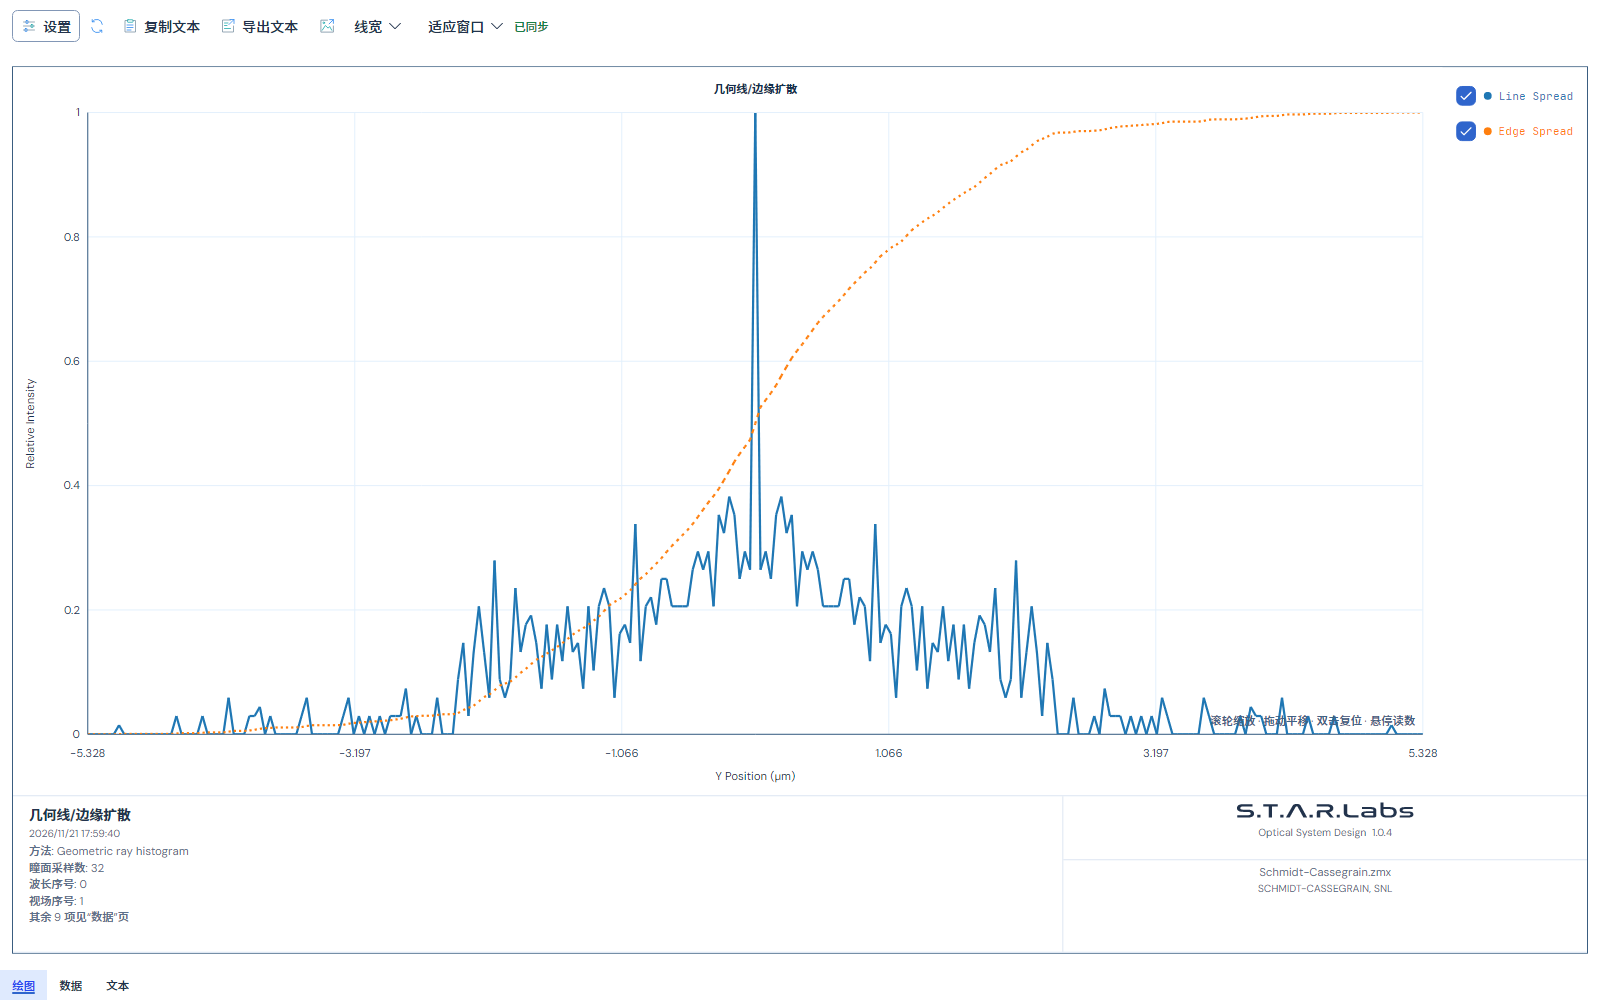 设置 复制文本 导出文本 线宽 适应窗口 已同步
几何线/边缘扩散
Line Spread
Edge Spread
1
0.8
0.6
0.4
0.2
0
Relative Intensity
滚轮缩放 · 拖动平移 · 双击复位 · 悬停读数
-5.328 -3.197 -1.066 1.066 3.197 5.328
Y Position (μm)
几何线/边缘扩散
2026/11/21 17:59:40
方法: Geometric ray histogram
瞳面采样数: 32
波长序号: 0
视场序号: 1
其余 9 项见“数据”页
S.T.A.R.Labs
Optical System Design 1.0.4
Schmidt-Cassegrain.zmx
SCHMIDT-CASSEGRAIN, SNL
绘图 数据 文本